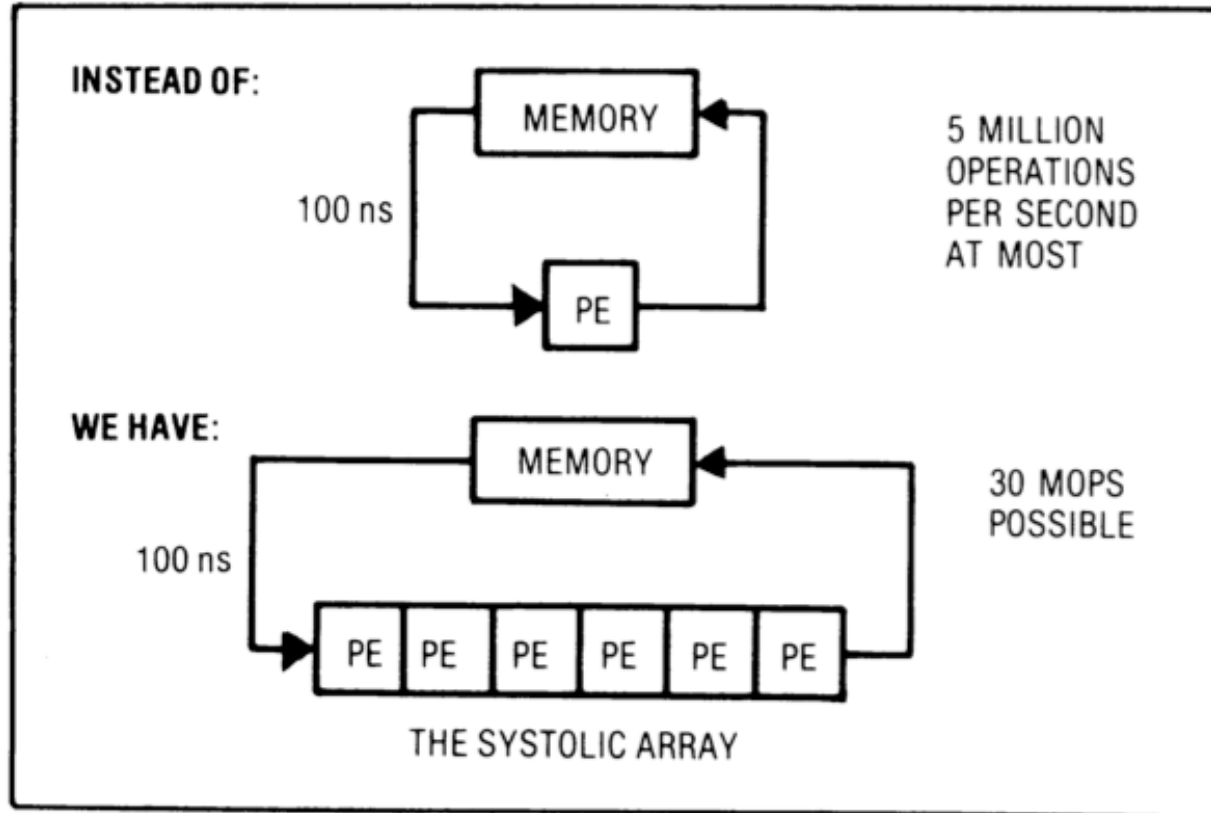 INSTEAD OF:
MEMORY
100 ns
PE
5 MILLION
OPERATIONS
PER SECOND
AT MOST
WE HAVE:
MEMORY
100 ns
PE PE PE PE PE PE
30 MOPS
POSSIBLE
THE SYSTOLIC ARRAY